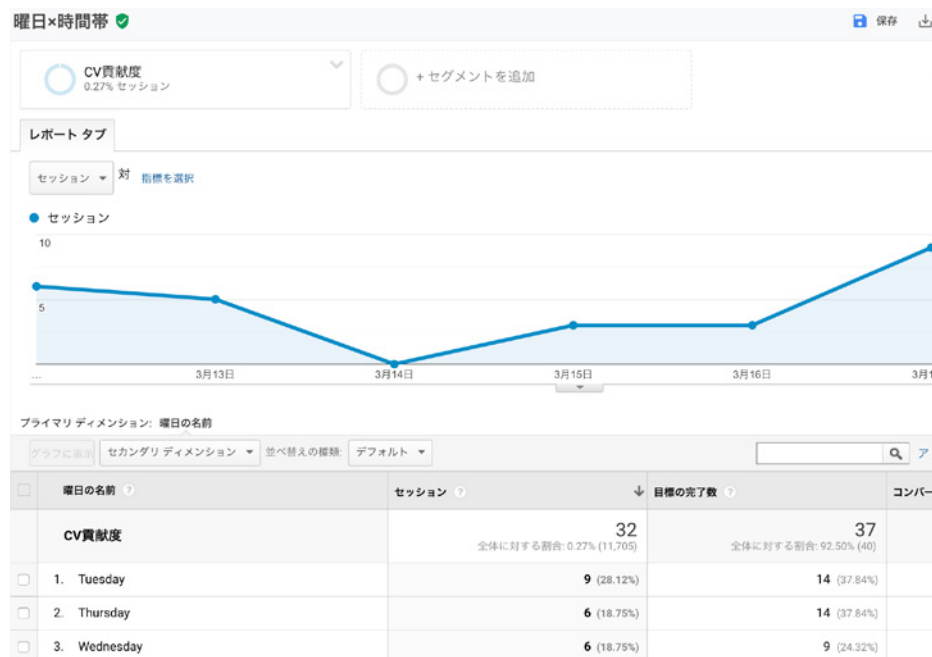 曜日×時間帯
保存
CV貢献度
0.27% セッション
+ セグメントを追加
レポート タブ
セッション 対 指標を選択
セッション
10
5
... 3月13日 3月14日 3月15日 3月16日 3月1
プライマリ ディメンション: 曜日の名前
グラフに表示 セカンダリ ディメンション 並べ替えの種類: デフォルト ア
曜日の名前 ? セッション ? 目標の完了数 ? コンバー
CV貢献度 32 37
全体に対する割合: 0.27% (11,705) 全体に対する割合: 92.50% (40)
1. Tuesday 9 (28.12%) 14 (37.84%)
2. Thursday 6 (18.75%) 14 (37.84%)
3. Wednesday 6 (18.75%) 9 (24.32%)